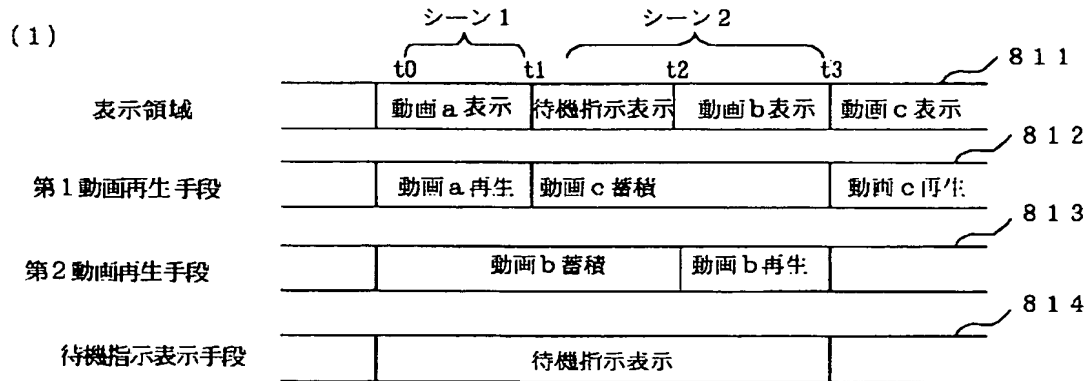 (1)
シーン1 シーン2
t0 t1 t2 t3 811
表示領域 動画a表示 待機指示表示 動画b表示 動画c表示
812
第1動画再生手段 動画a再生 動画c蓄積 動画c再生
813
第2動画再生手段 動画b蓄積 動画b再生
814
待機指示表示手段 待機指示表示